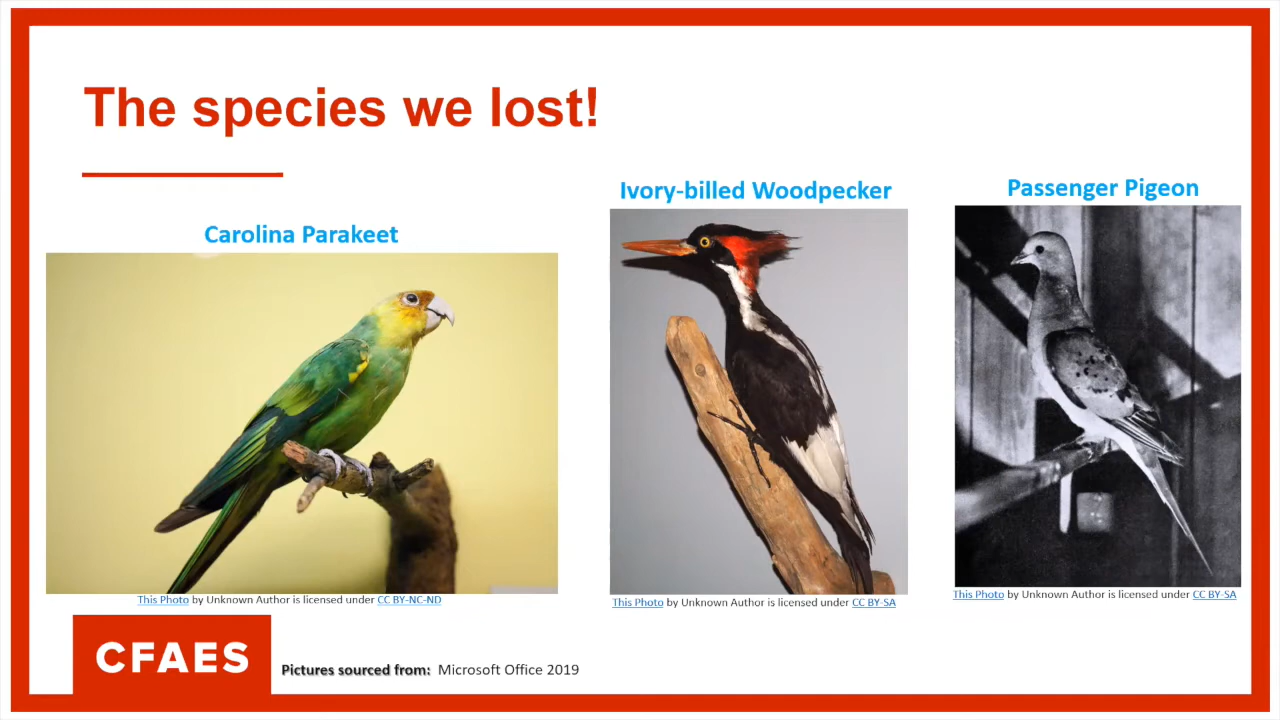 The species we lost!
Carolina Parakeet
Ivory-billed Woodpecker
Passenger Pigeon
This Photo by Unknown Author is licensed under CC BY-NC-ND
This Photo by Unknown Author is licensed under CC BY-SA
This Photo by Unknown Author is licensed under CC BY-SA
CFAES
Pictures sourced from: Microsoft Office 2019